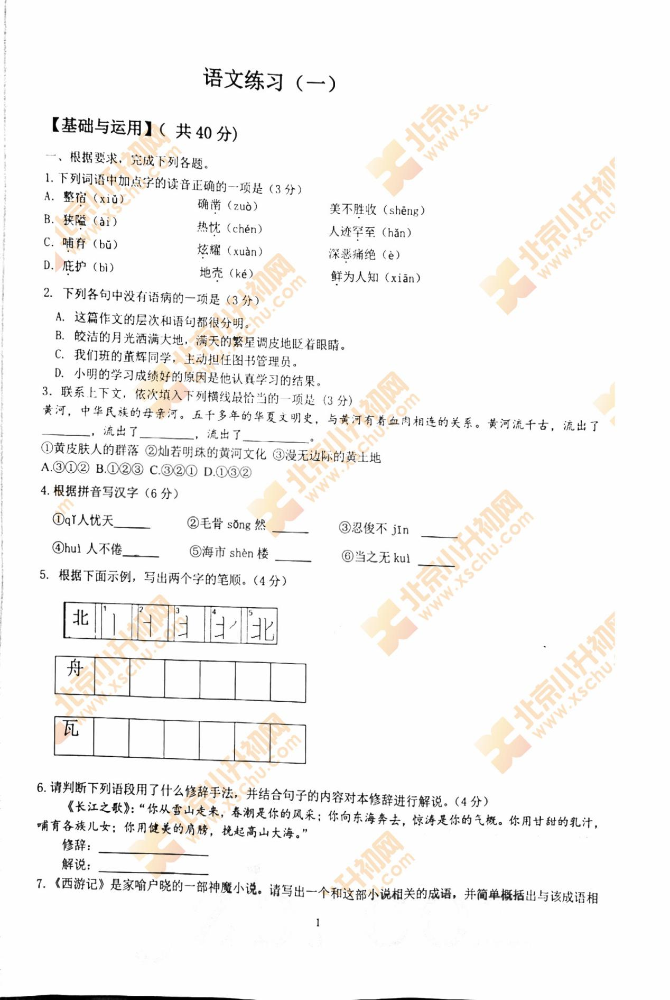 语文练习（一）
【基础与运用】（ 共 40 分)
一、根据要求，完成下列各题。
1.下列词语中加点字的读音正确的一项是（3 分）
A. 整宿（xiǔ） 确凿（zuò） 美不胜收（shēng）
B. 狭隘（ài） 热忱（chén） 人迹罕至（hǎn）
C. 哺育（bǔ） 炫耀（xuàn） 深恶痛绝（è）
D. 庇护（bì） 地壳（ké） 鲜为人知（xiān）
2. 下列各句中没有语病的一项是（3 分）
A. 这篇作文的层次和语句都很分明。
B. 皎洁的月光洒满大地，满天的繁星调皮地眨着眼睛。
C. 我们班的董辉同学，主动担任图书管理员。
D. 小明的学习成绩好的原因是他认真学习的结果。
3. 联系上下文，依次填入下列横线最恰当的一项是（3 分)
黄河，中华民族的母亲河。五千多年的华夏文明史，与黄河有着血肉相连的关系。黄河流千古，流出了
________，流出了________，流出了__________。
①黄皮肤人的群落 ②灿若明珠的黄河文化 ③漫无边际的黄土地
A.③①② B.①②③ C.③②① D.①③②
4.根据拼音写汉字（6 分）
①qǐ人忧天______ ②毛骨 sǒng 然 ______ ③忍俊不 jīn ______
④huì 人不倦______ ⑤海市 shèn 楼 ______ ⑥当之无 kuì ______
5. 根据下面示例，写出两个字的笔顺。（4 分）
北 1 2 3 4 5 北
舟
瓦
6.请判断下列语段用了什么修辞手法，并结合句子的内容对本修辞进行解说。（4 分）
《长江之歌》：“你从雪山走来，春潮是你的风采；你向东海奔去，惊涛是你的气概。你用甘甜的乳汁，
哺育各族儿女；你用健美的肩膀，挽起高山大海。”
修辞：__________________
解说：__________________
7.《西游记》是家喻户晓的一部神魔小说。请写出一个和这部小说相关的成语，并简单概括出与该成语相
1
北京小升初网
www.xschu.com